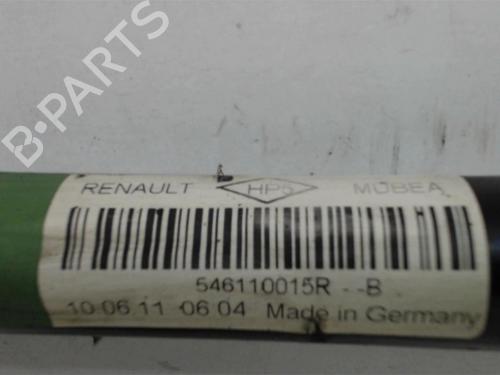 B-PARTS
RENAULT HP5 MUBEA
546110015R --B
10.06.11 06:04 Made in Germany